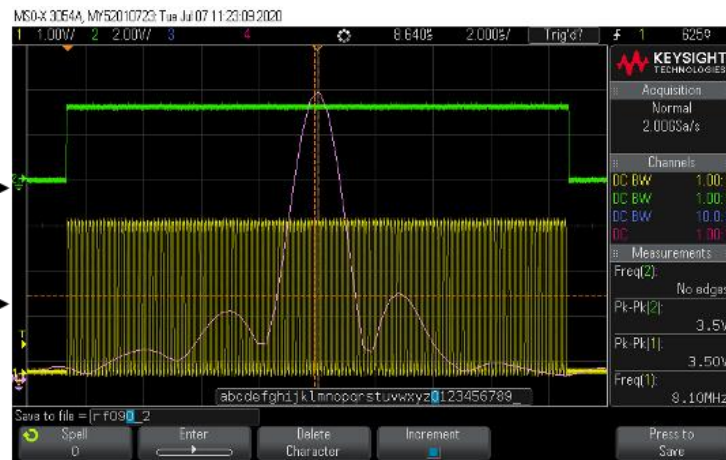 MSO-X 3054A, MY52010723: Tue Jul 07 11:23:09 2020
1 1.00V/ 2 2.00V/ 3 4 8.640s 2.000s/ Trig'd? 1 625
KEYSIGHT
TECHNOLOGIES
Acquisition
Normal
2.00GSa/s
Channels
DC BW 1.00:
DC BW 1.00:
DC BW 10.0:
DC 1.00:
Measurements
Freq(2):
No edges
Pk-Pk(2):
3.5V
Pk-Pk(1):
3.50V
Freq(1):
8.10MHz
abcdefghijklmnopqrstuvwxyz0123456789_
Save to file = rf090_2
Spell
0
Enter
Delete
Character
Increment
Press to
Save